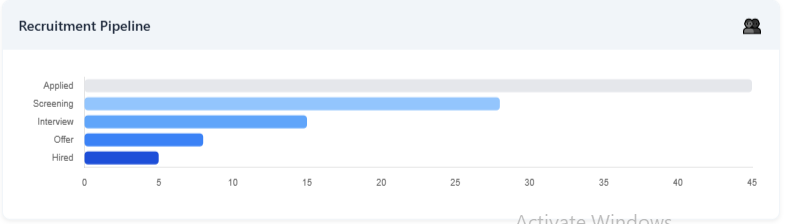 Recruitment Pipeline
Applied
Screening
Interview
Offer
Hired
0 5 10 15 20 25 30 35 40 45
Activate Windows